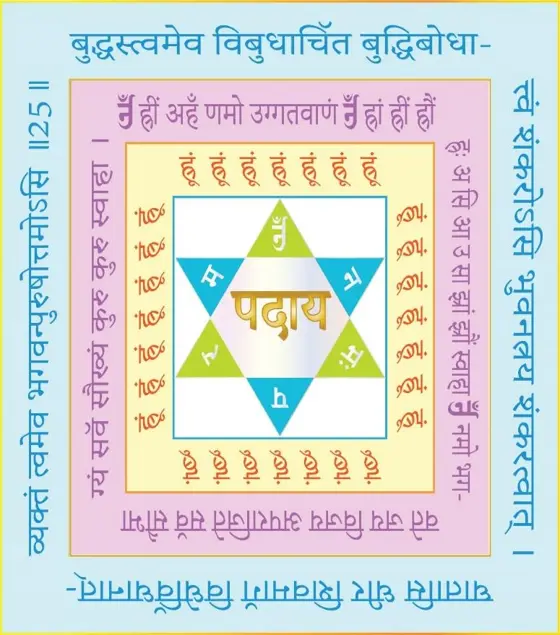 बुद्धस्त्वमेव विबुधार्चित बुद्धिबोधा-
त्त्वं शंकरोऽसि भुवनत्रय शंकरत्वात् ।
धातासि धीर शिवमार्ग विधेर्विधानात्-
व्यक्तं त्वमेव भगवन्पुरुषोत्तमोऽसि ॥25॥
ॐ ह्रीं अर्हं णमो उग्गतवाणं ॐ ह्रां ह्रीं ह्रौं
अ सि आ उ सा झ्रां झ्रौं स्वाहा ॐ नमो भग-
वते जय विजय अपराजिते सर्व सौभा
ग्यं सर्व सौख्यं कुरु कुरु स्वाहा ।
ह्रूं ह्रूं ह्रूं ह्रूं ह्रूं ह्रूं ह्रूं
ह्रूं ह्रूं ह्रूं ह्रूं ह्रूं ह्रूं ह्रूं
ह्रूं ह्रूं ह्रूं ह्रूं ह्रूं ह्रूं ह्रूं
ह्रूं ह्रूं ह्रूं ह्रूं ह्रूं ह्रूं ह्रूं
ॐ
न
मः
प
र
म
पदाय